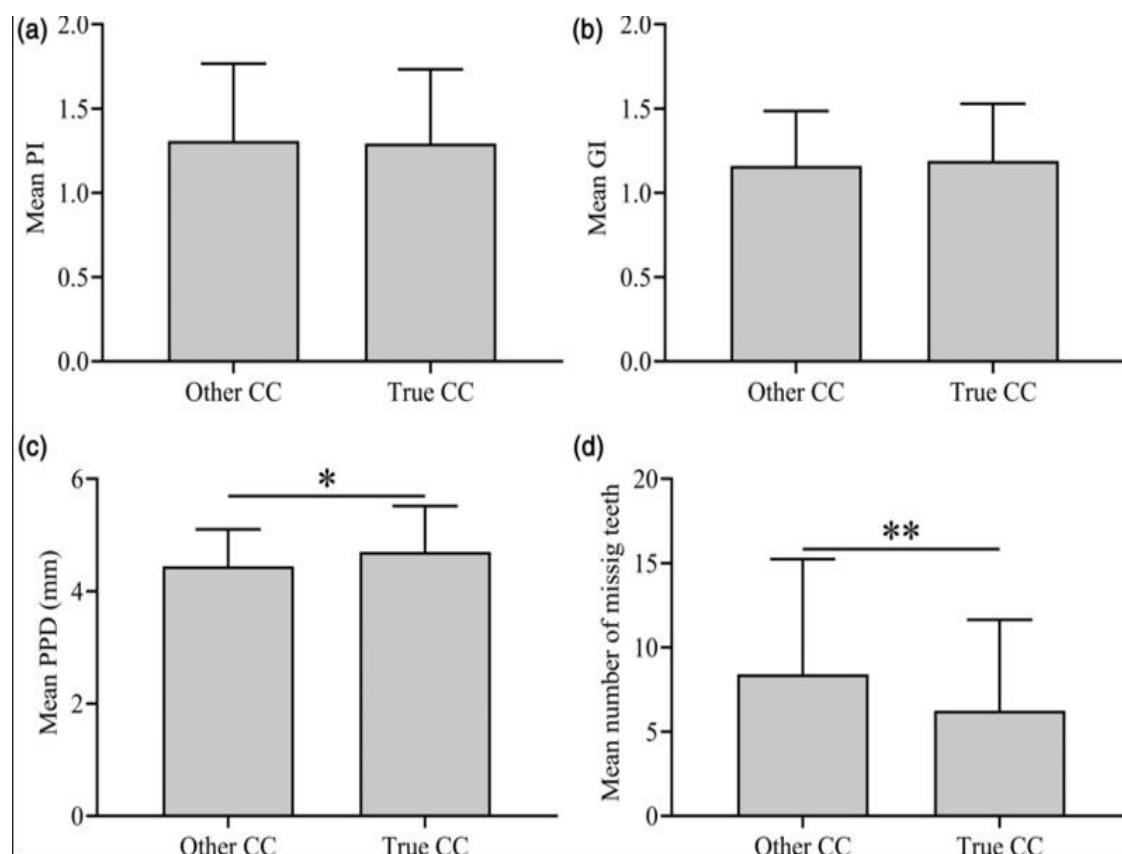 (a)
2.0
1.5
1.0
0.5
0.0
Mean PI
Other CC
True CC
(b)
2.0
1.5
1.0
0.5
0.0
Mean GI
Other CC
True CC
(c)
6
4
2
0
Mean PPD (mm)
*
Other CC
True CC
(d)
20
15
10
5
0
Mean number of missig teeth
**
Other CC
True CC